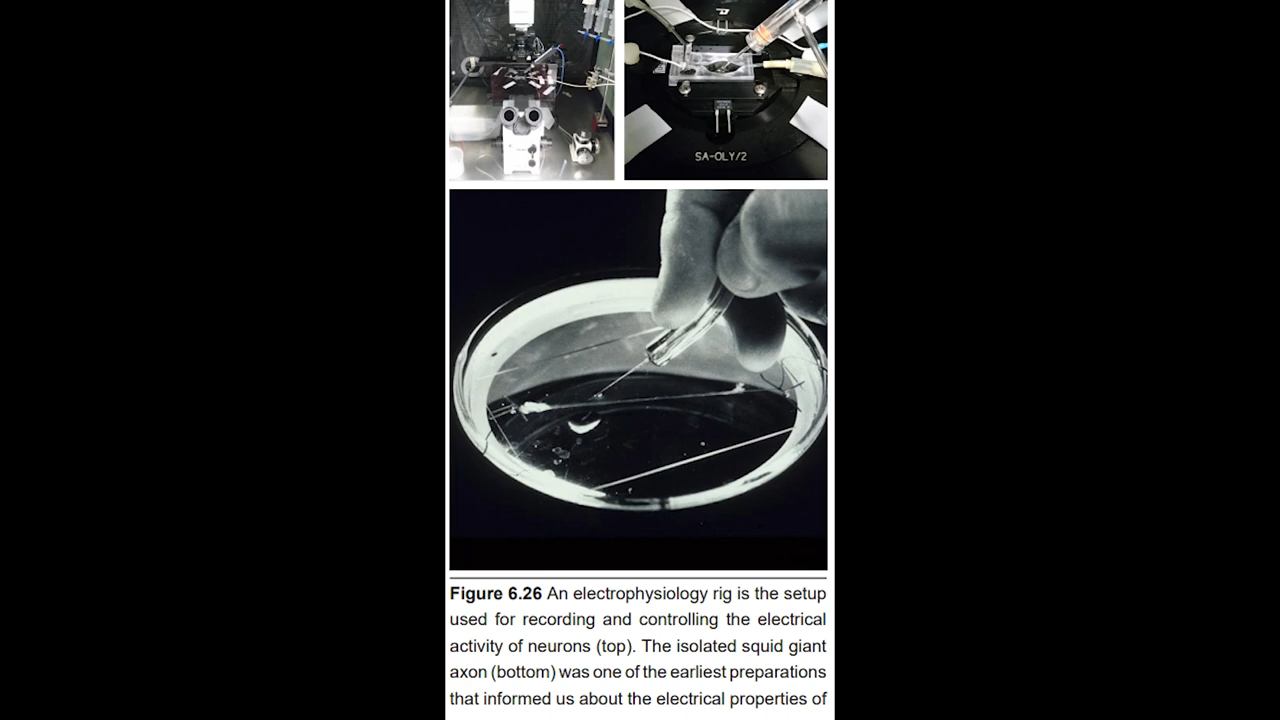 SA-OLY/2
Figure 6.26 An electrophysiology rig is the setup
used for recording and controlling the electrical
activity of neurons (top). The isolated squid giant
axon (bottom) was one of the earliest preparations
that informed us about the electrical properties of